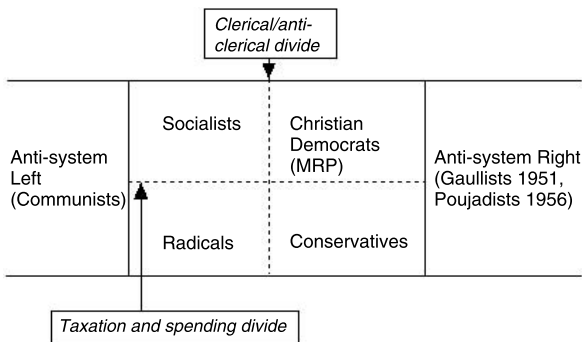 Clerical/anti-
clerical divide
Socialists
Christian
Democrats
(MRP)
Anti-system
Left
(Communists)
Anti-system Right
(Gaullists 1951,
Poujadists 1956)
Radicals
Conservatives
Taxation and spending divide